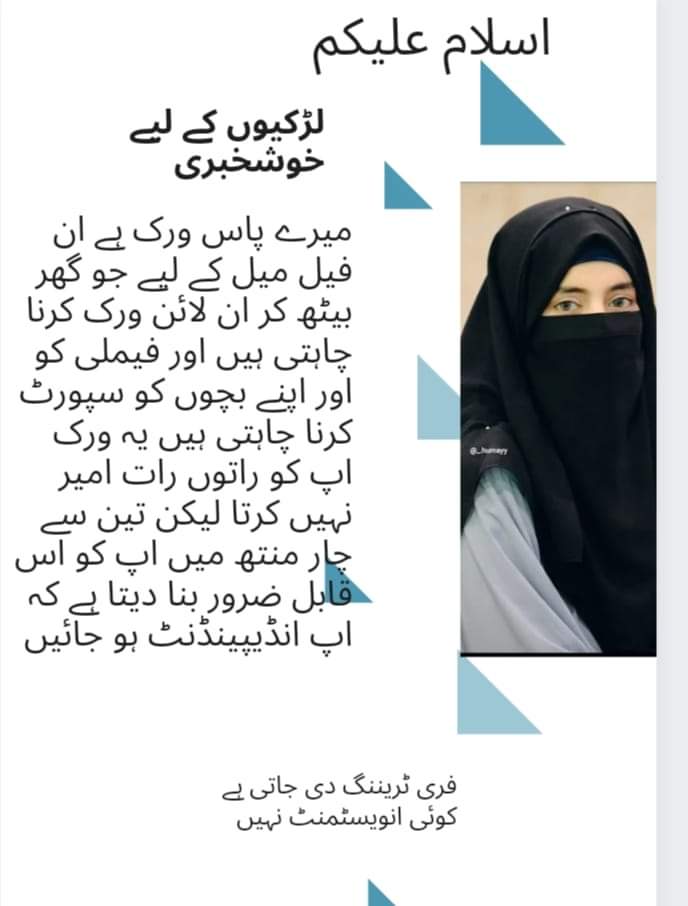 اسلام علیکم
لڑکیوں کے لیے
خوشخبری
میرے پاس ورک ہے ان
فیل میل کے لیے جو گھر
بیٹھ کر ان لائن ورک کرنا
چاہتی ہیں اور فیملی کو
اور اپنے بچوں کو سپورٹ
کرنا چاہتی ہیں یہ ورک
اپ کو راتوں رات امیر
نہیں کرتا لیکن تین سے
چار منتھ میں اپ کو اس
قابل ضرور بنا دیتا ہے کہ
اپ انڈیپینڈنٹ ہو جائیں
@_.humayy
فری ٹریننگ دی جاتی ہے
کوئی انویسٹمنٹ نہیں